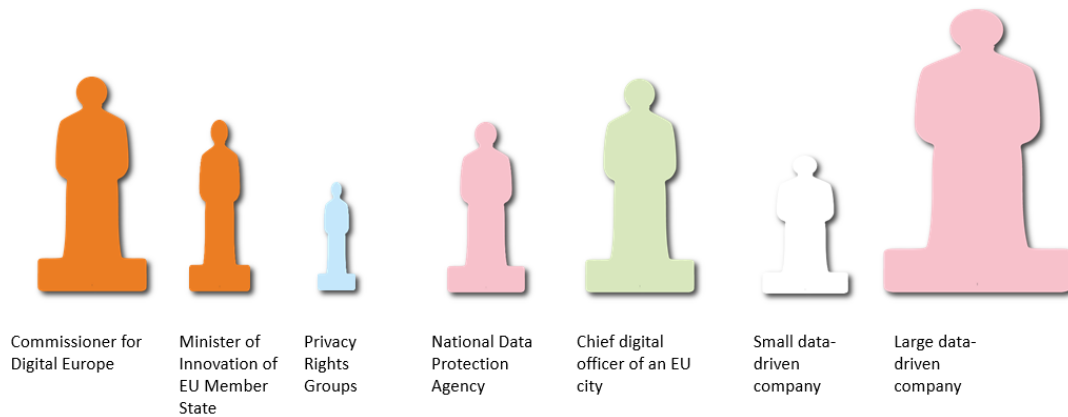 Commissioner for
Digital Europe
Minister of
Innovation of
EU Member
State
Privacy
Rights
Groups
National Data
Protection
Agency
Chief digital
officer of an EU
city
Small data-
driven
company
Large data-
driven
company